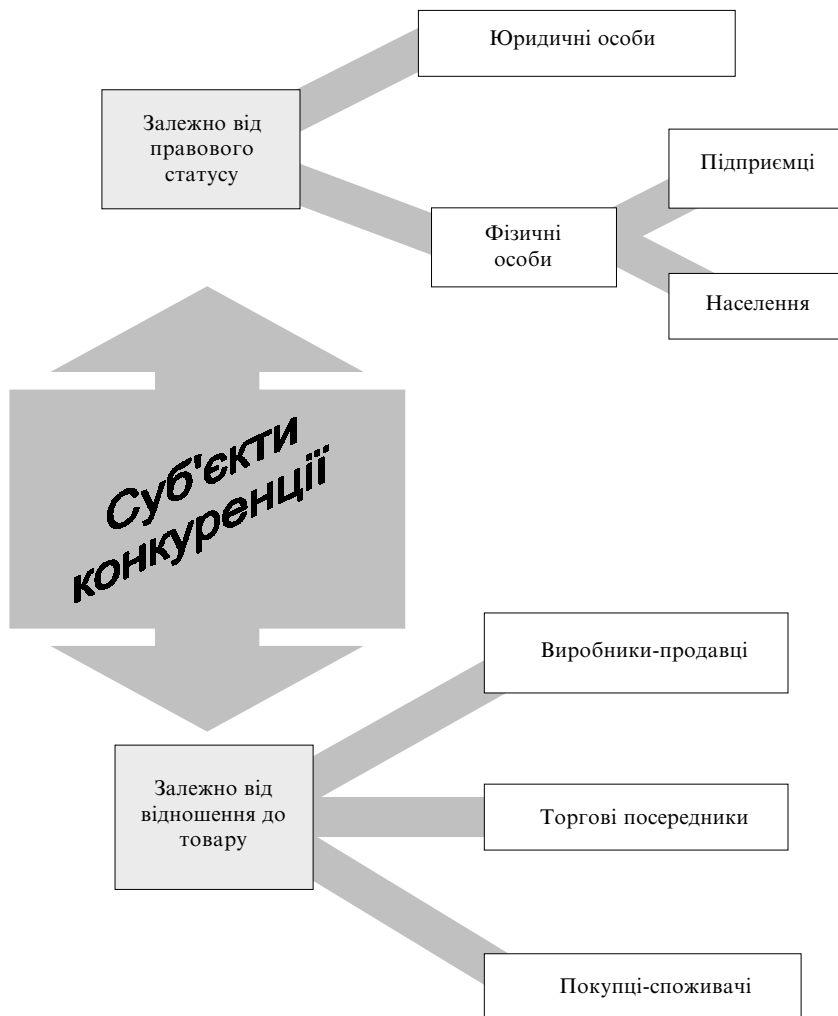 Юридичні особи
Залежно від
правового
статусу
Підприємці
Фізичні
особи
Населення
Суб'єкти
конкуренції
Виробники-продавці
Залежно від
відношення до
товару
Торгові посередники
Покупці-споживачі